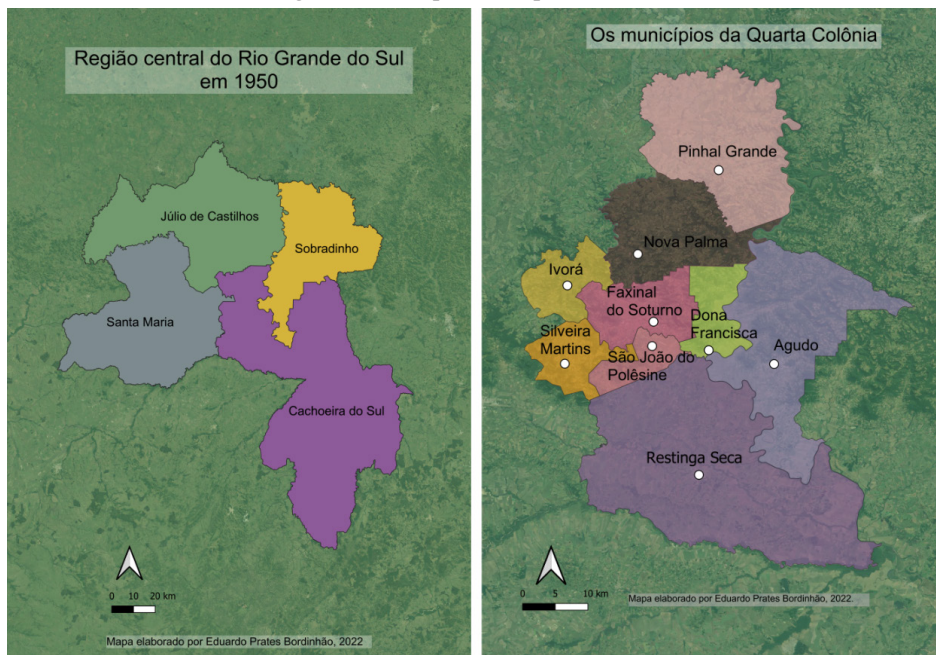 Região central do Rio Grande do Sul
em 1950
Júlio de Castilhos
Sobradinho
Santa Maria
Cachoeira do Sul
0 10 20 km
Mapa elaborado por Eduardo Prates Bordinhão, 2022
Os municípios da Quarta Colônia
Pinhal Grande
Nova Palma
Ivorá
Faxinal
do Soturno
Dona
Francisca
Silveira
Martins
São João do
Polêsine
Agudo
Restinga Seca
0 5 10 km
Mapa elaborado por Eduardo Prates Bordinhão, 2022.